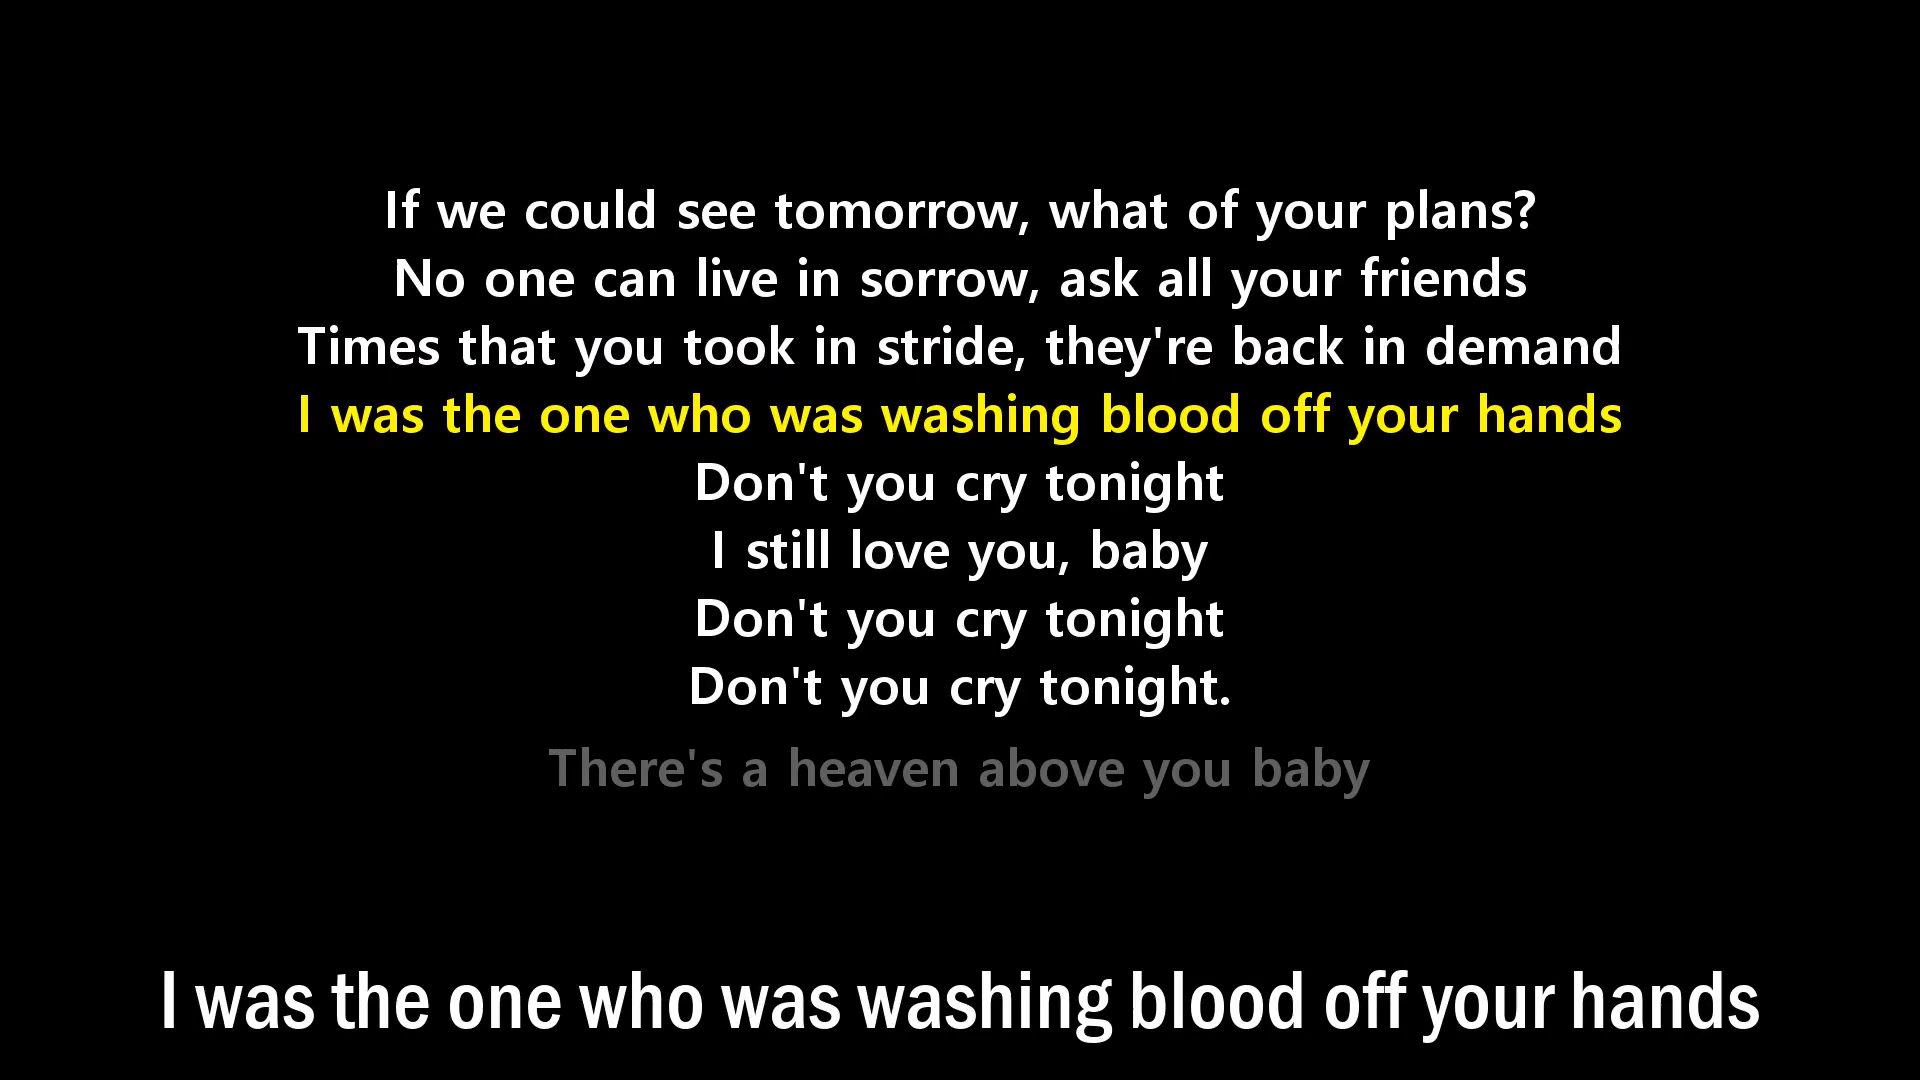 If we could see tomorrow, what of your plans?
No one can live in sorrow, ask all your friends
Times that you took in stride, they're back in demand
I was the one who was washing blood off your hands
Don't you cry tonight
I still love you, baby
Don't you cry tonight
Don't you cry tonight.
There's a heaven above you baby
I was the one who was washing blood off your hands